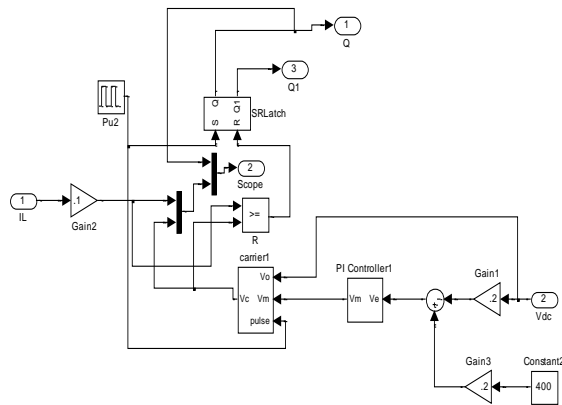 1
Q
3
Q1
Q Q1
S R
SRLatch
Pu2
2
Scope
1
IL
.1
Gain2
>=
R
carrier1
Vo
Vc Vm
pulse
PI Controller1
Vm Ve
+
-
Gain1
.2
2
Vdc
Gain3
.2
Constant2
400